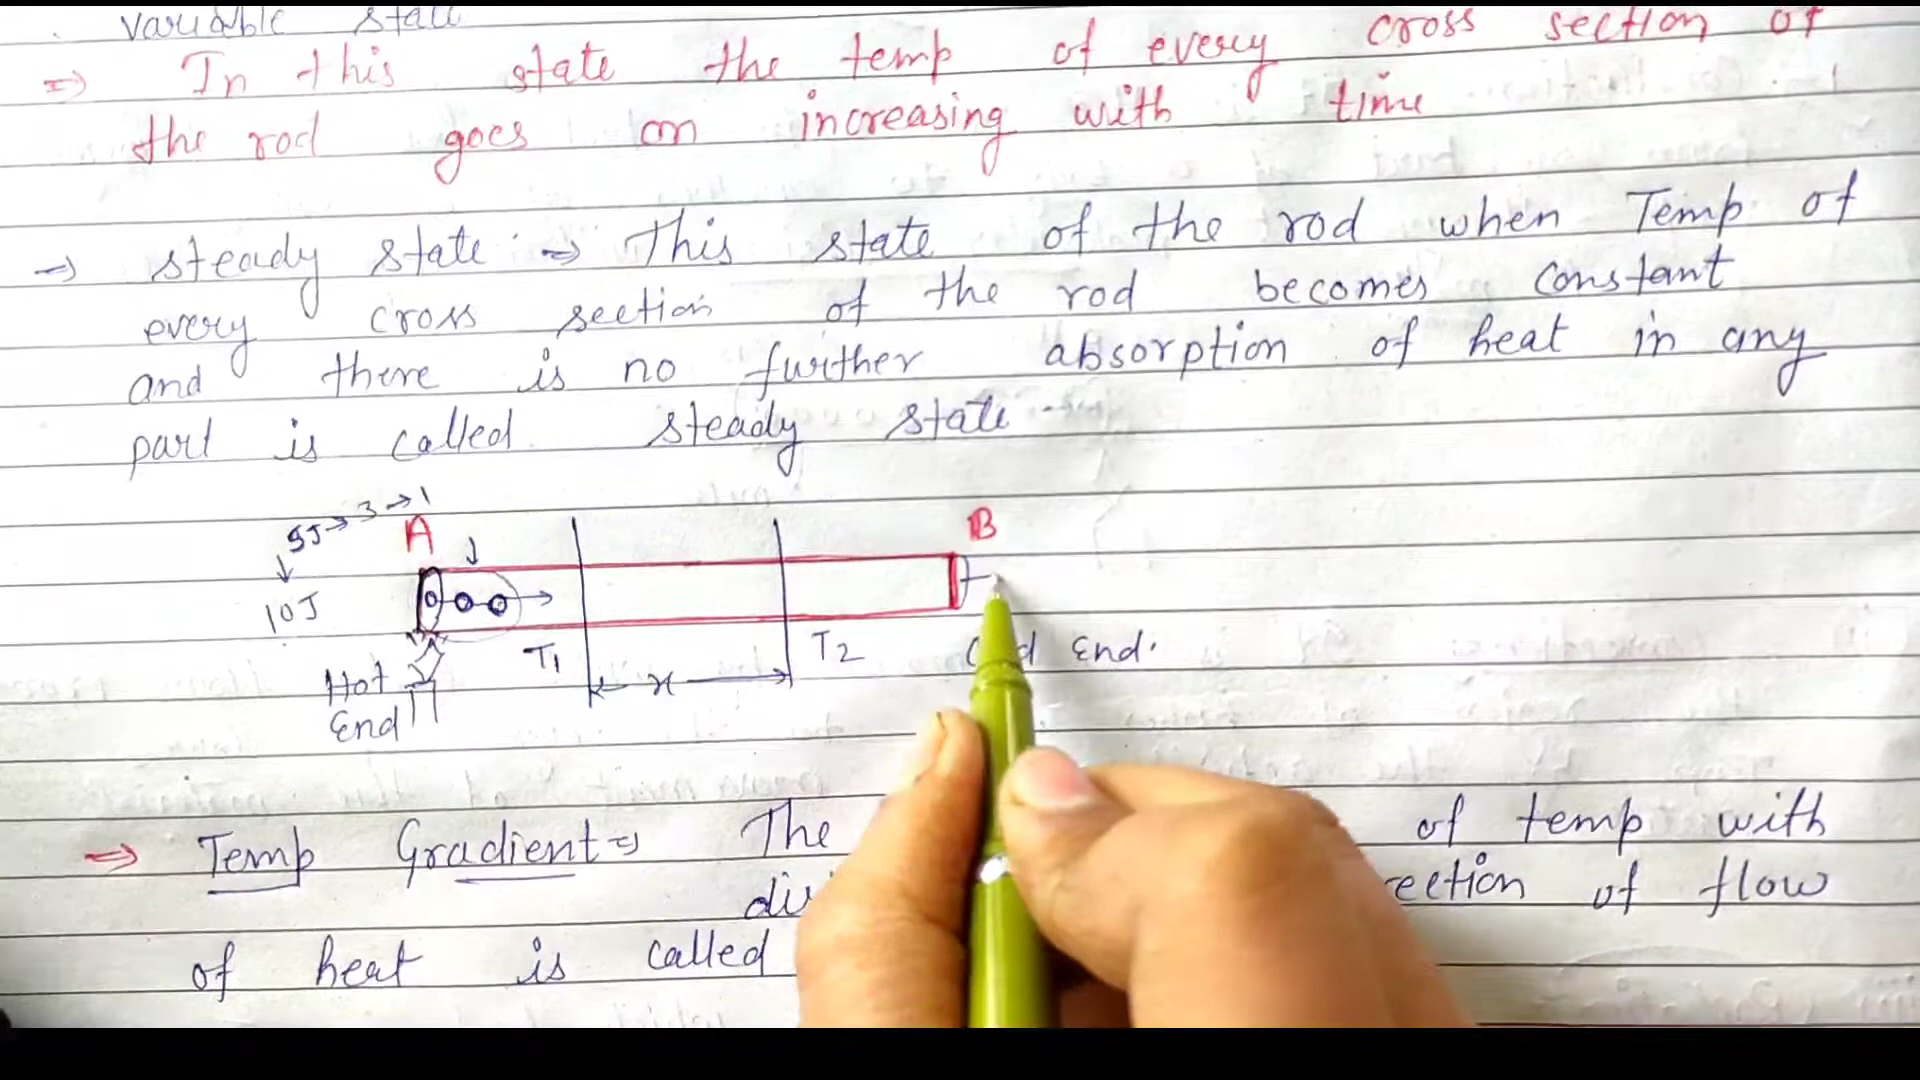 variable state
⇒ In this state the temp of every cross section of
the rod goes on increasing with time
→ steady state :→ This state of the rod when Temp of
every cross section of the rod becomes constant
and there is no further absorption of heat in any
part is called steady state
5J → 3 → 1
A
B
10J
T1
x
T2
End.
Hot
End
⇒ Temp Gradient ⇒ The of temp with
of flow
of heat is called